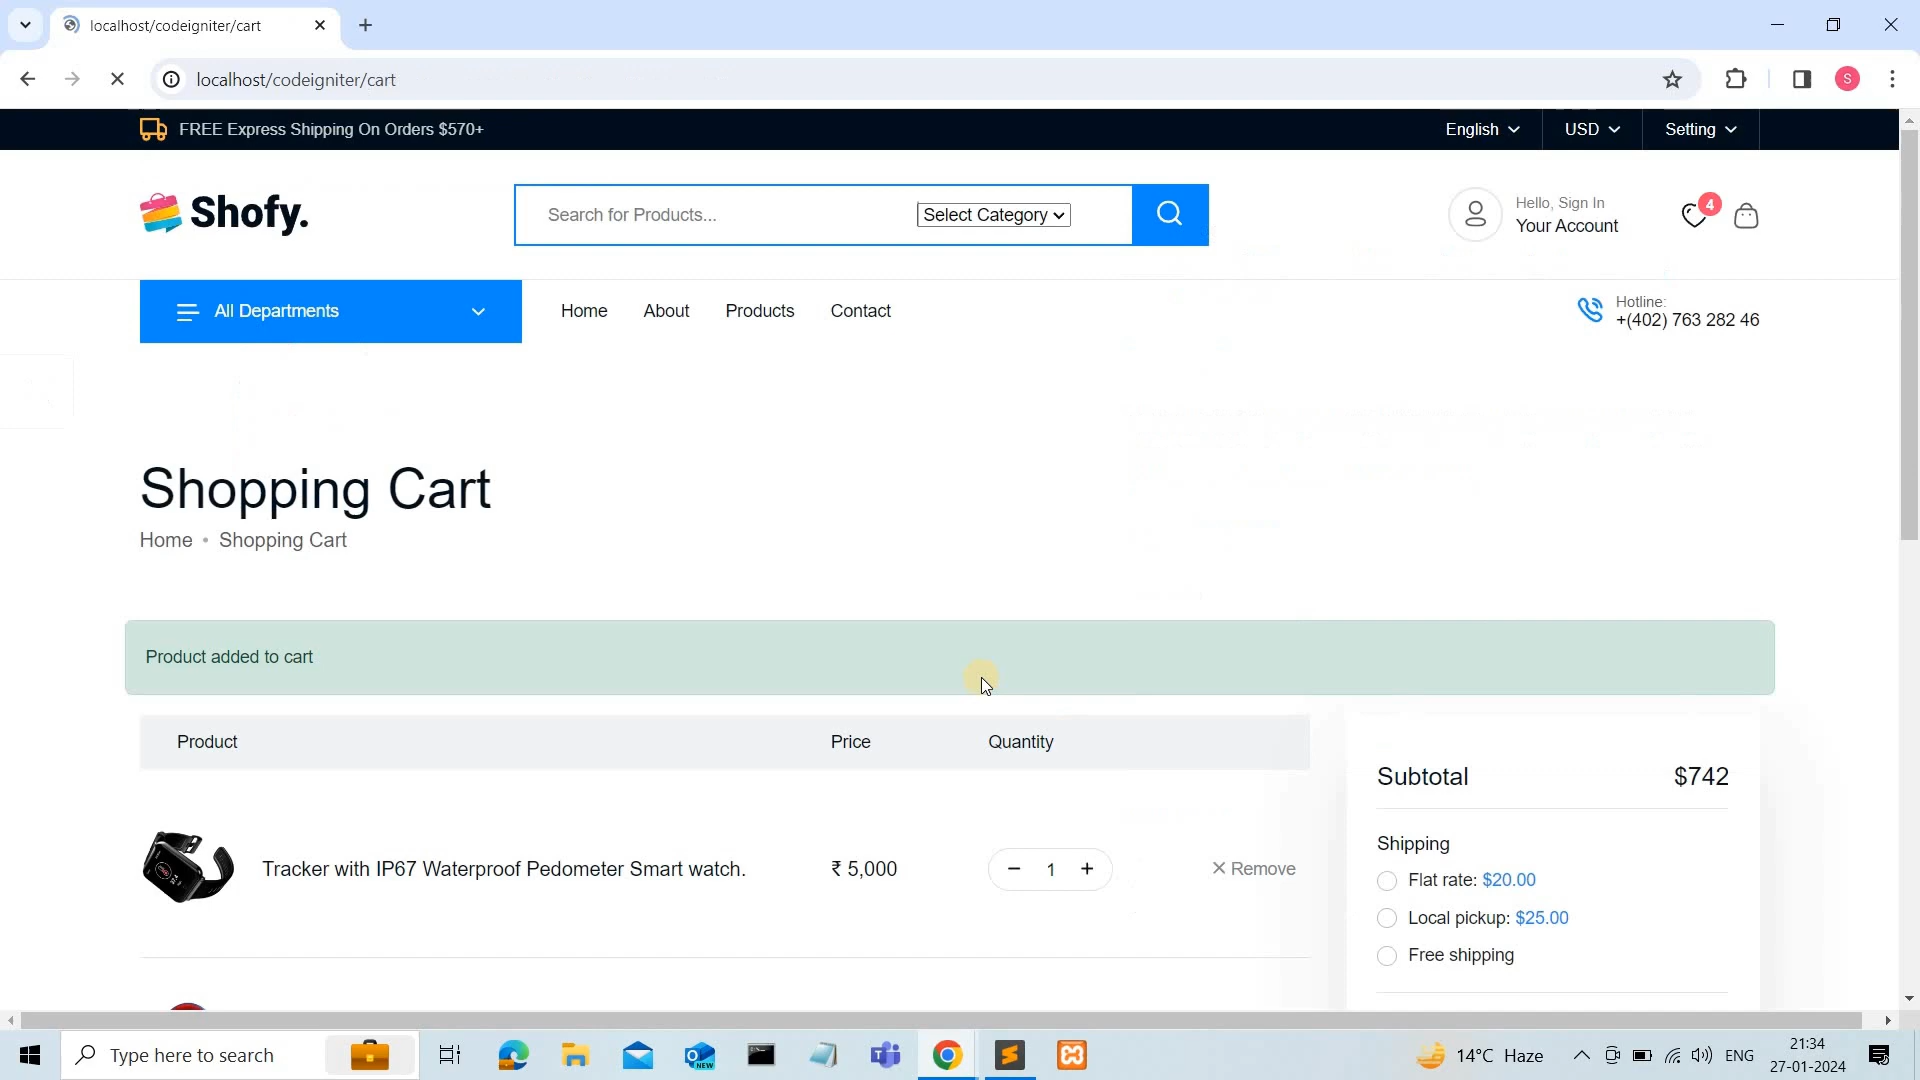 localhost/codeigniter/cart
localhost/codeigniter/cart
S
FREE Express Shipping On Orders $570+
English
USD
Setting
Shofy.
Search for Products...
Select Category
Hello, Sign In
Your Account
4
All Departments
Home
About
Products
Contact
Hotline:
+(402) 763 282 46
Shopping Cart
Home • Shopping Cart
Product added to cart
Product
Price
Quantity
Tracker with IP67 Waterproof Pedometer Smart watch.
₹ 5,000
− 1 +
Remove
Subtotal
$742
Shipping
Flat rate: $20.00
Local pickup: $25.00
Free shipping
Type here to search
14°C Haze
ENG
21:34
27-01-2024